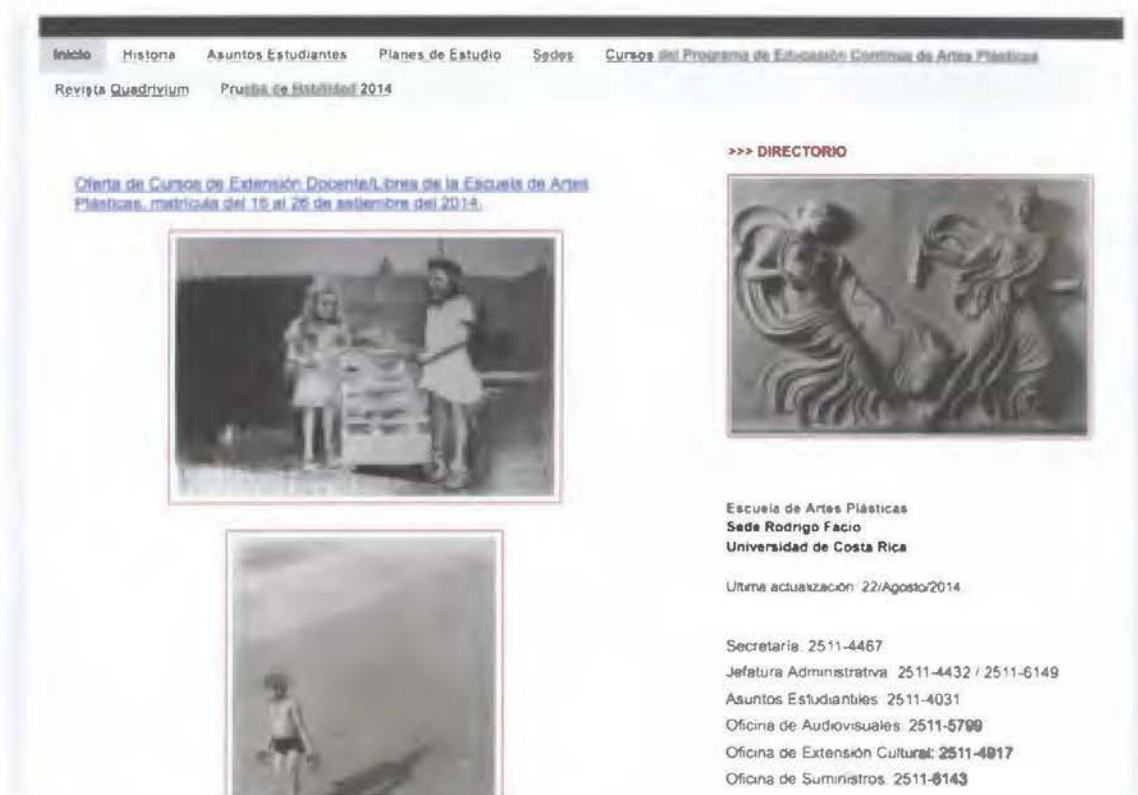 Inicio Historia Asuntos Estudiantes Planes de Estudio Sedes Cursos del Programa de Educación Continua de Artes Plásticas
Revista Quadrivium Prueba de Habilidad 2014
Oferta de Cursos de Extensión Docente/Libres de la Escuela de Artes
Plásticas, matrícula del 16 al 26 de setiembre del 2014.
>>> DIRECTORIO
Escuela de Artes Plásticas
Sede Rodrigo Facio
Universidad de Costa Rica
Ultima actualización: 22/Agosto/2014
Secretaría: 2511-4467
Jefatura Administrativa: 2511-4432 / 2511-6149
Asuntos Estudiantiles: 2511-4031
Oficina de Audiovisuales: 2511-5799
Oficina de Extensión Cultural: 2511-4917
Oficina de Suministros: 2511-6143